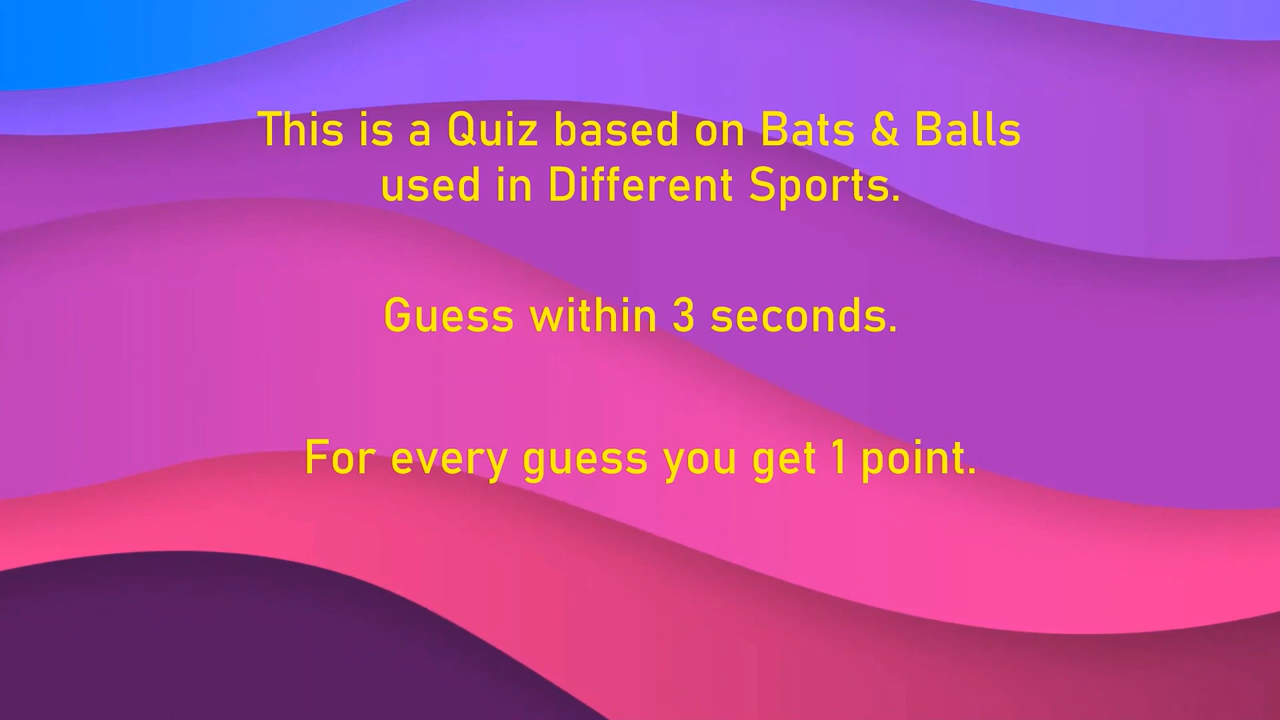 This is a Quiz based on Bats & Balls
used in Different Sports.
Guess within 3 seconds.
For every guess you get 1 point.